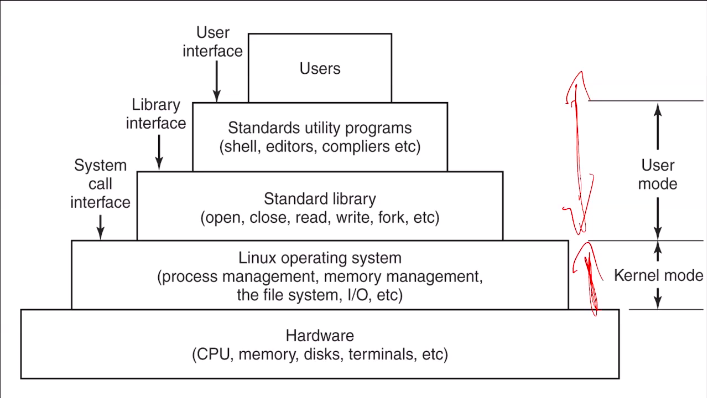 User
interface
Users
Library
interface
Standards utility programs
(shell, editors, compliers etc)
System
call
interface
User
mode
Standard library
(open, close, read, write, fork, etc)
Linux operating system
(process management, memory management,
the file system, I/O, etc)
Kernel mode
Hardware
(CPU, memory, disks, terminals, etc)